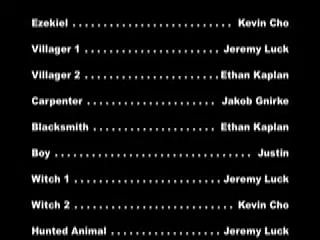 Ezekiel . . . . . . . . . . . . . . . . . . . . . . . . . . Kevin Cho
Villager 1 . . . . . . . . . . . . . . . . . . . . . . Jeremy Luck
Villager 2 . . . . . . . . . . . . . . . . . . . . . . Ethan Kaplan
Carpenter . . . . . . . . . . . . . . . . . . . . . Jakob Gnirke
Blacksmith . . . . . . . . . . . . . . . . . . . . Ethan Kaplan
Boy . . . . . . . . . . . . . . . . . . . . . . . . . . . . . . . Justin
Witch 1 . . . . . . . . . . . . . . . . . . . . . . . . Jeremy Luck
Witch 2 . . . . . . . . . . . . . . . . . . . . . . . . . Kevin Cho
Hunted Animal . . . . . . . . . . . . . . . . . Jeremy Luck